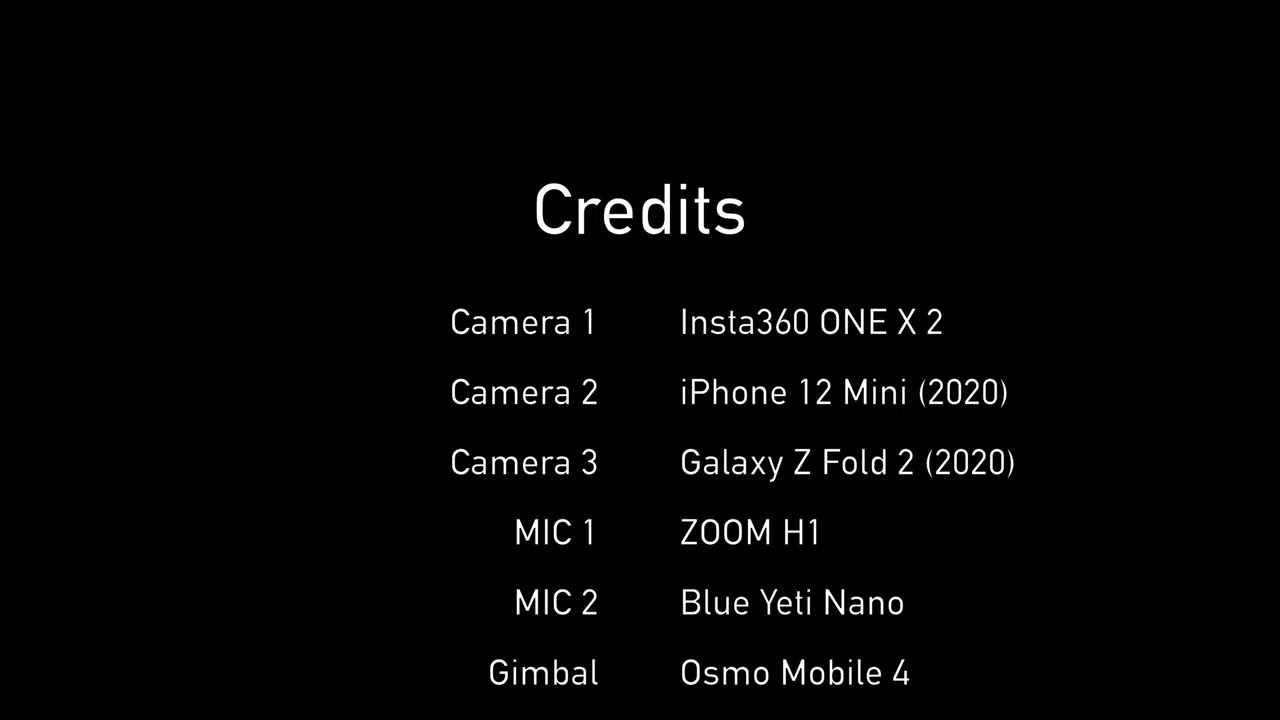 Credits
Camera 1 Insta360 ONE X 2
Camera 2 iPhone 12 Mini (2020)
Camera 3 Galaxy Z Fold 2 (2020)
MIC 1 ZOOM H1
MIC 2 Blue Yeti Nano
Gimbal Osmo Mobile 4